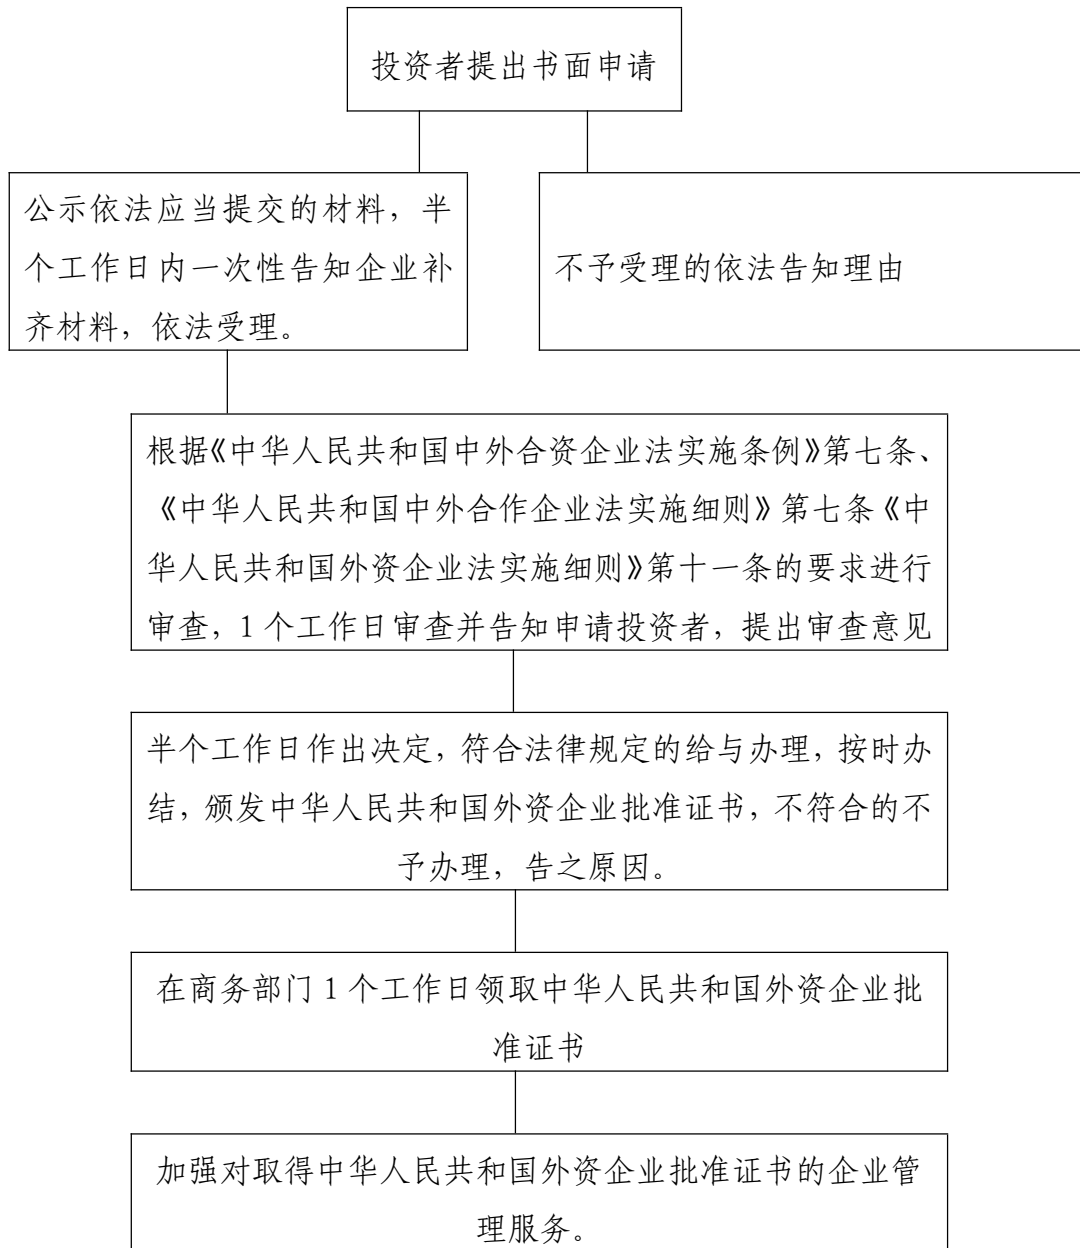 投资者提出书面申请
公示依法应当提交的材料，半
个工作日内一次性告知企业补
齐材料，依法受理。
不予受理的依法告知理由
根据《中华人民共和国中外合资企业法实施条例》第七条、
《中华人民共和国中外合作企业法实施细则》第七条《中
华人民共和国外资企业法实施细则》第十一条的要求进行
审查，1个工作日审查并告知申请投资者，提出审查意见
半个工作日作出决定，符合法律规定的给与办理，按时办
结，颁发中华人民共和国外资企业批准证书，不符合的不
予办理，告之原因。
在商务部门1个工作日领取中华人民共和国外资企业批
准证书
加强对取得中华人民共和国外资企业批准证书的企业管
理服务。